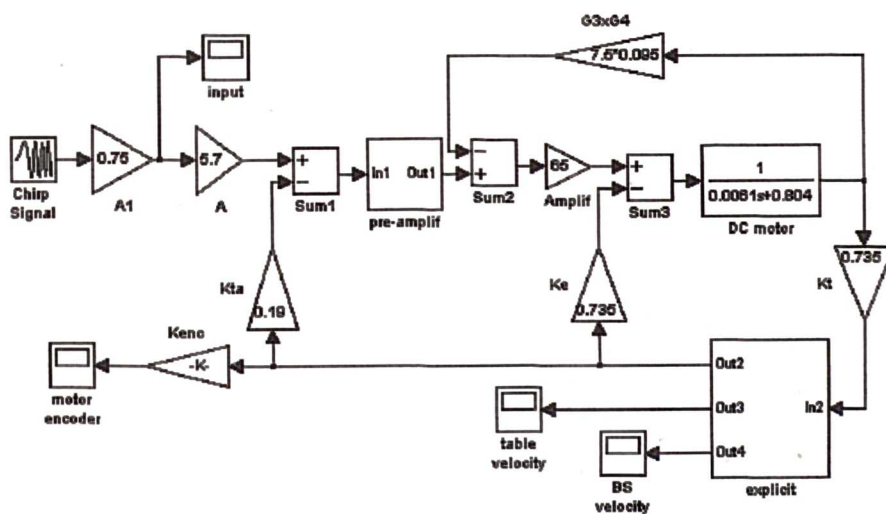 G3xG4
7.5*0.095
input
0.75
5.7
Chirp
Signal
A1
A
+
−
Sum1
In1
Out1
pre-amplif
−
+
Sum2
65
Amplif
+
−
Sum3
1
0.0061s+0.804
DC motor
0.735
Kt
Kta
0.19
Ke
0.735
Kenc
-K-
motor
encoder
Out2
Out3
Out4
In2
explicit
table
velocity
BS
velocity